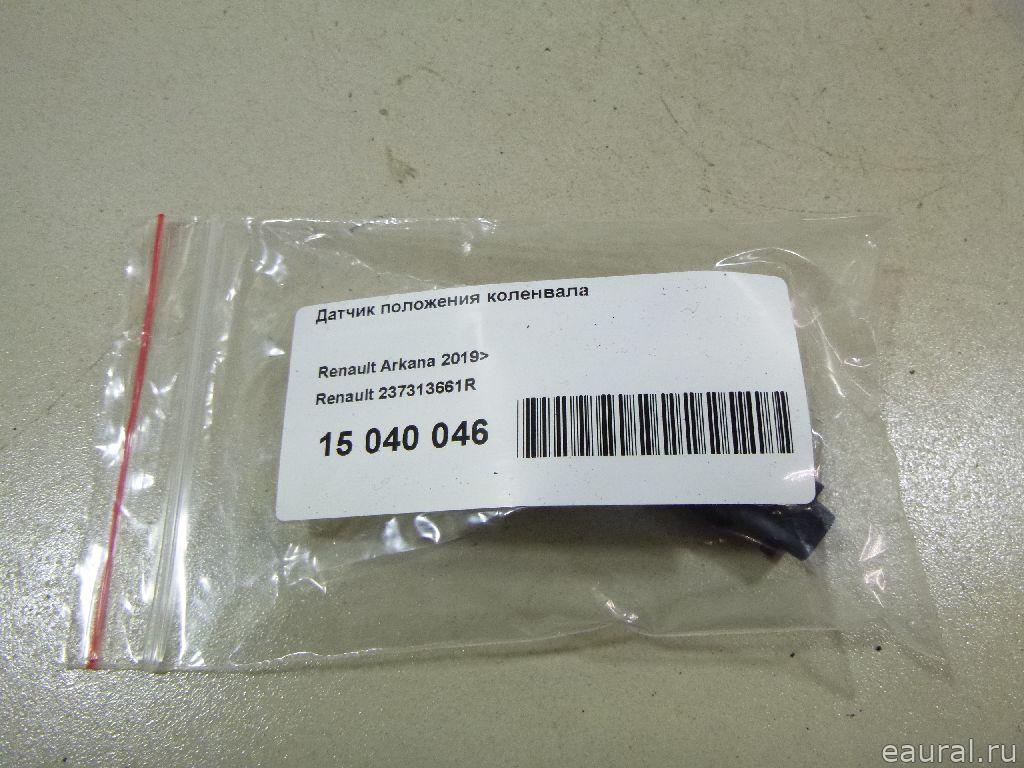 Датчик положения коленвала
Renault Arkana 2019>
Renault 237313661R
15 040 046
eaural.ru